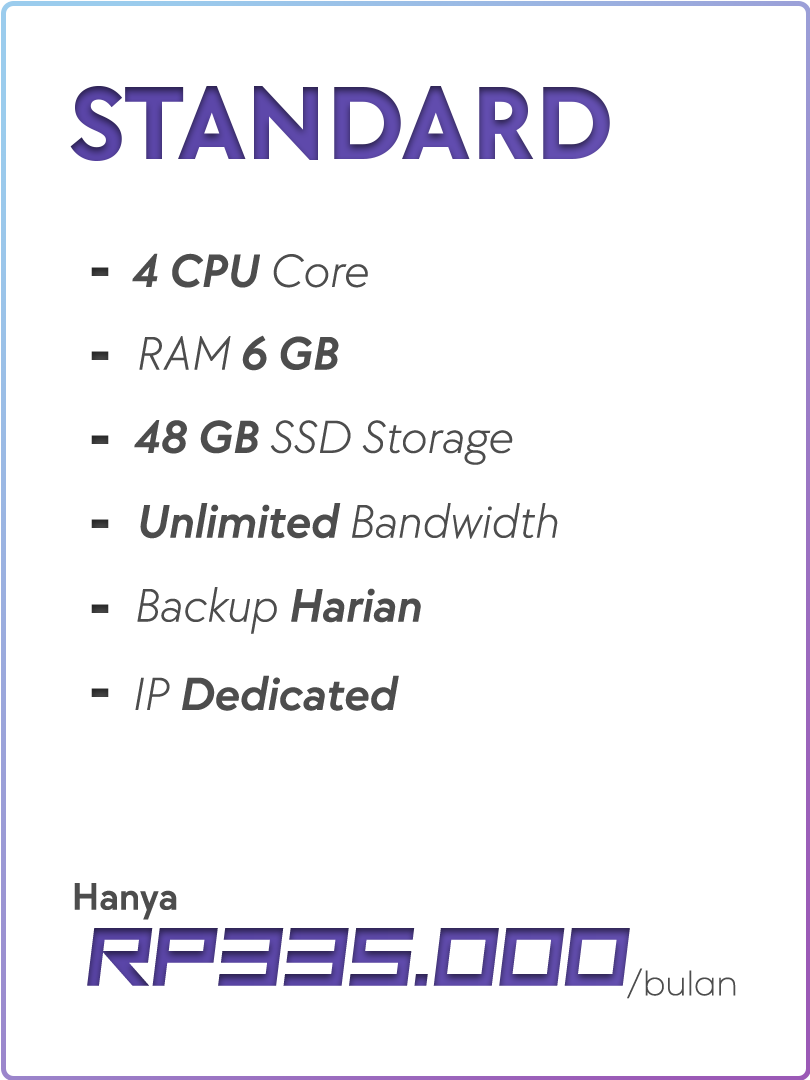 STANDARD
- 4 CPU Core
- RAM 6 GB
- 48 GB SSD Storage
- Unlimited Bandwidth
- Backup Harian
- IP Dedicated
Hanya
RP335.000/bulan